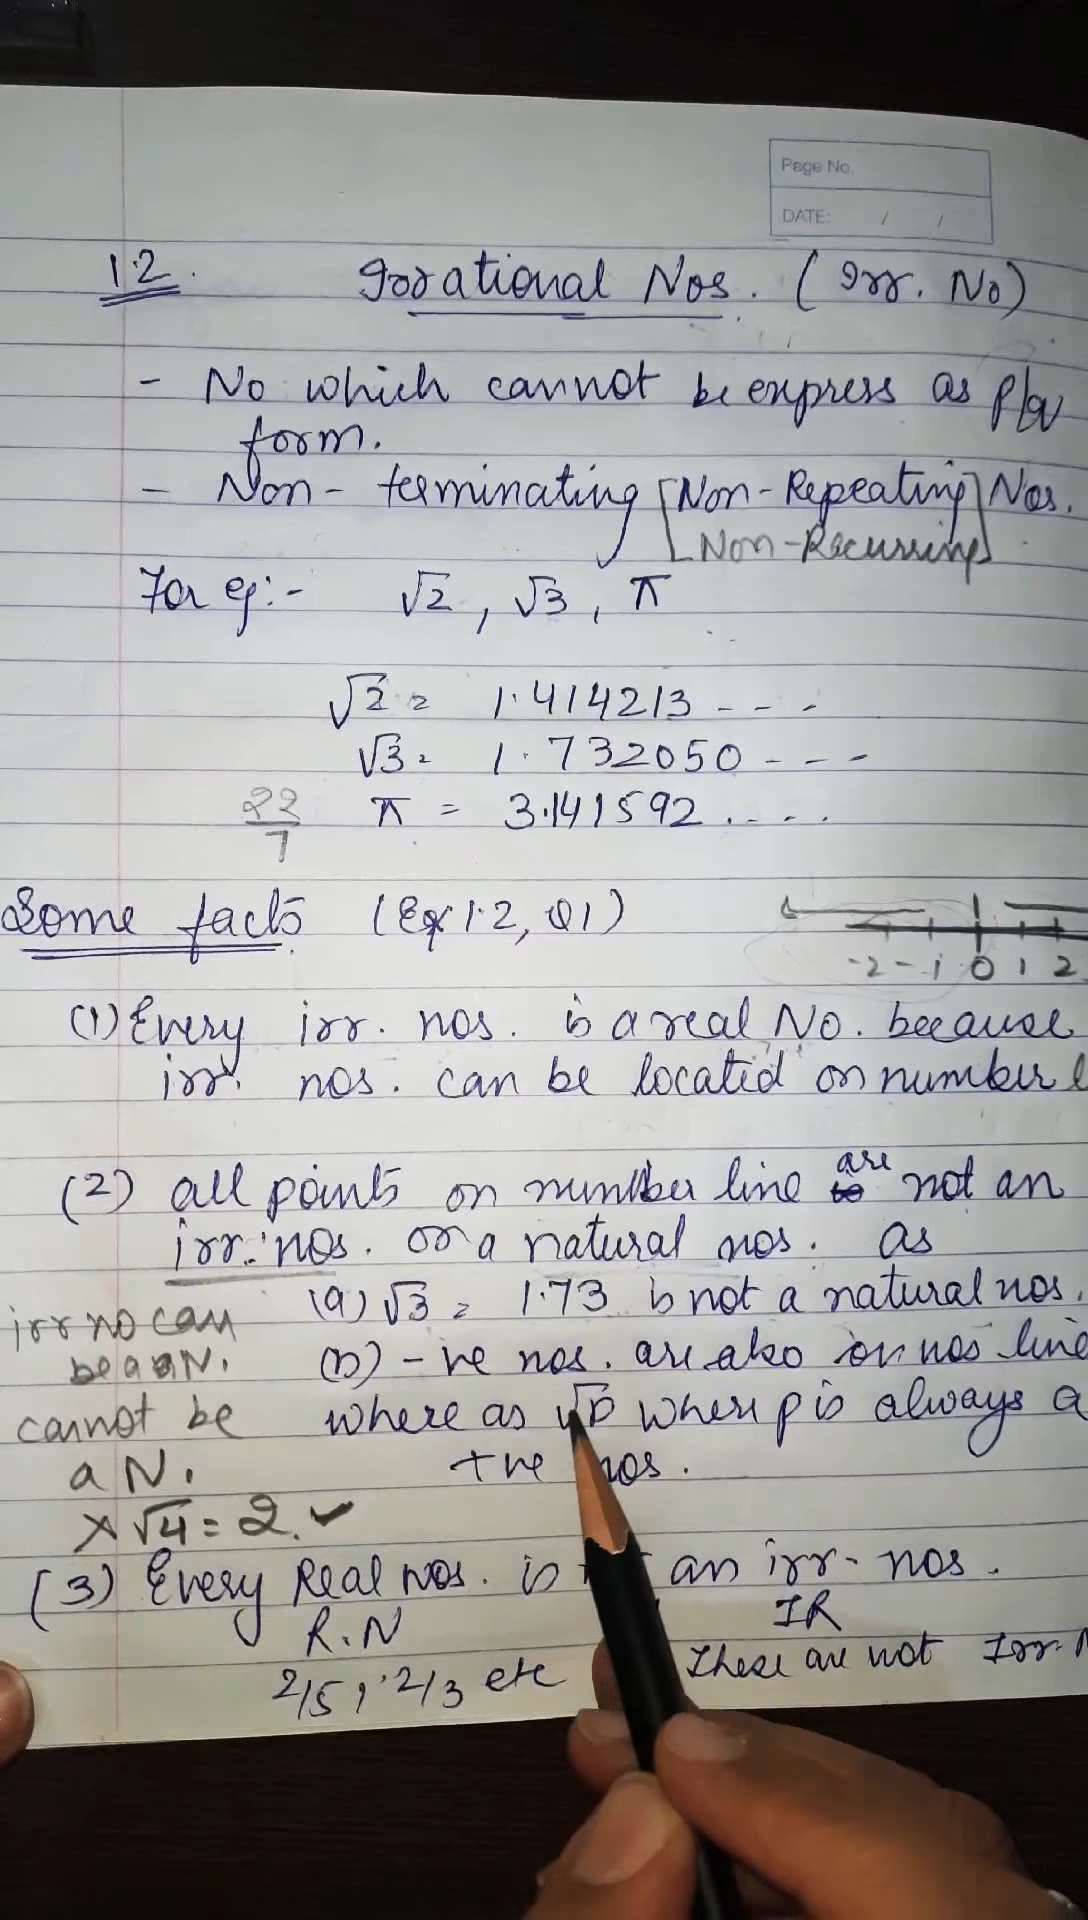 Page No.
DATE: / /
1.2. Irrational Nos. (Irr. No)
- No which cannot be express as p/q
form.
- Non-terminating [Non-Repeating] Nos.
[Non-Recurring]
For eg:- √2, √3, π
√2 = 1.414213 - - -
√3 = 1.732050 - - -
22/7 π = 3.141592 . . . .
Some facts (Ex 1.2, Q1)
-2 -1 0 1 2
(1) Every irr. nos. is a real No. because
irr. nos. can be located on number l
(2) all points on number line are not an
irr. nos. or a natural nos. as
(a) √3 = 1.73 is not a natural nos.
(b) -ve nos. are also on nos line
where as √p where p is always a
+ve nos.
irr no can
be a N.
cannot be
a N.
× √4 = 2. ✓
(3) Every Real nos. is an irr- nos.
R.N IR
2/5, 2/3 etc These are not Irr. N